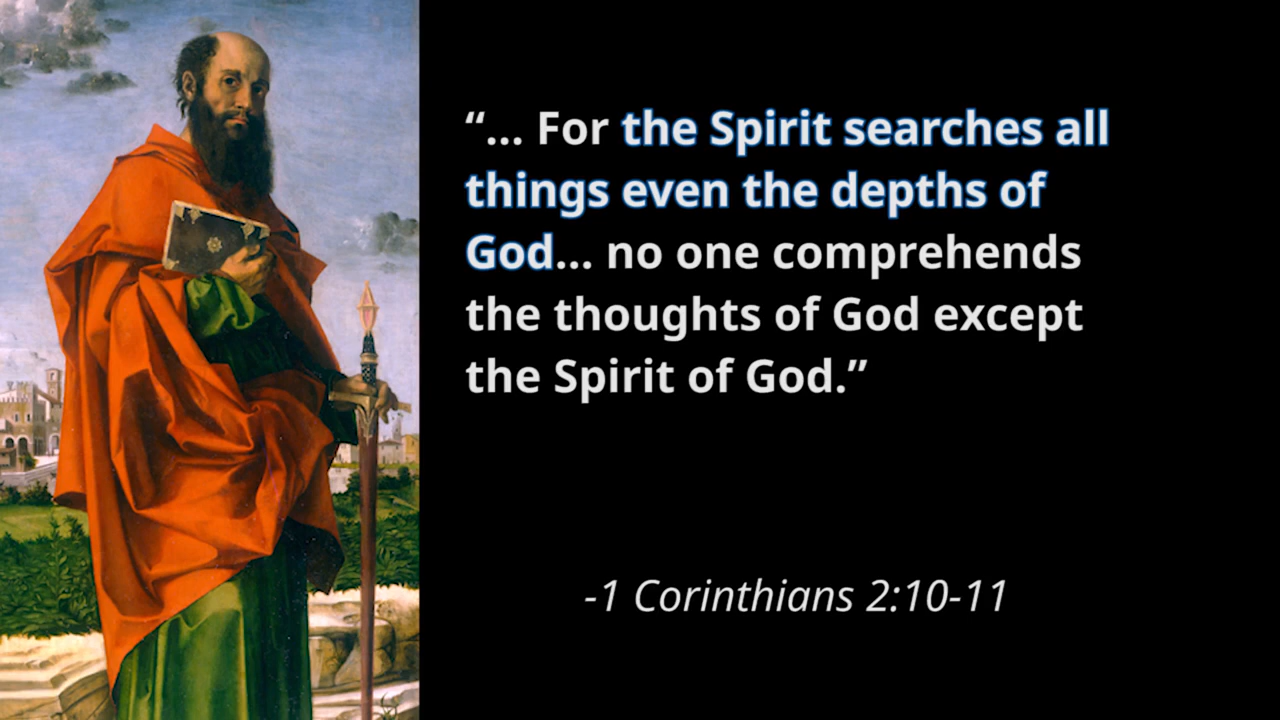 “... For the Spirit searches all
things even the depths of
God... no one comprehends
the thoughts of God except
the Spirit of God.”
-1 Corinthians 2:10-11